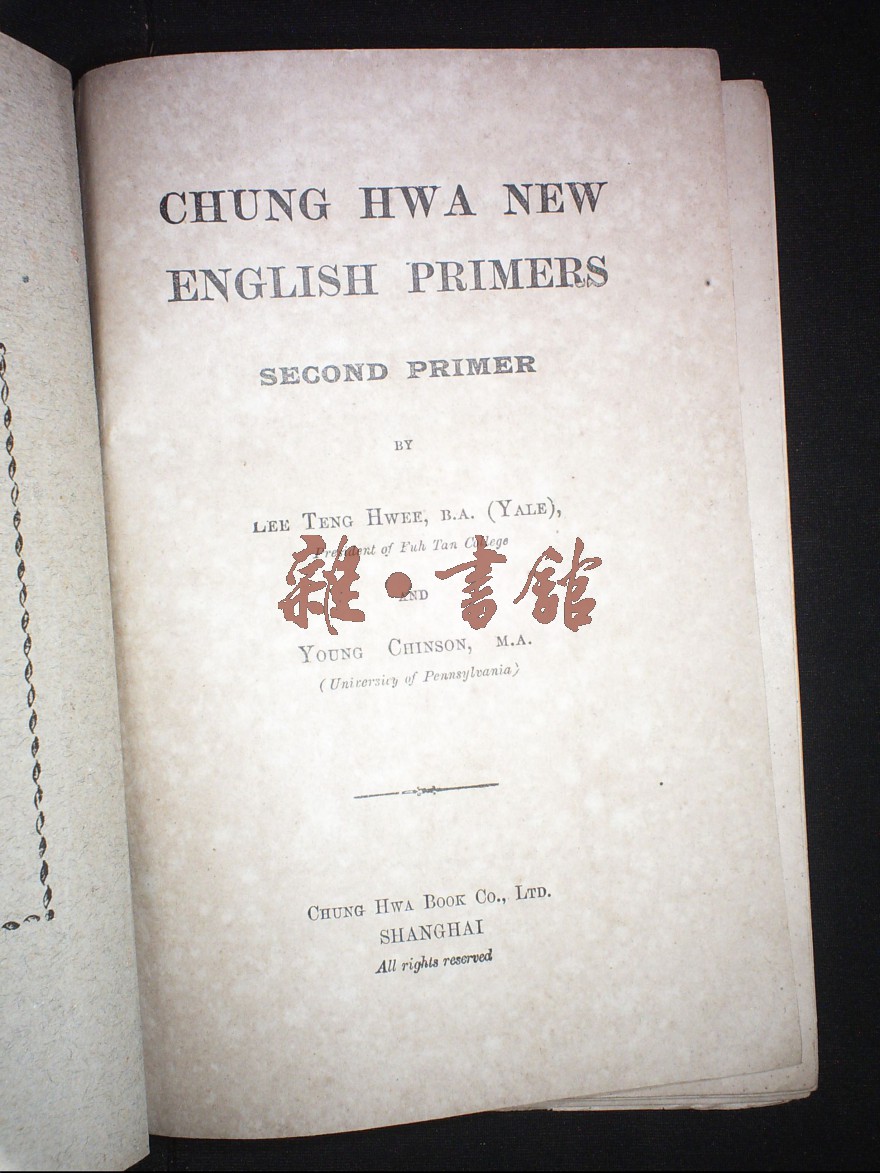 CHUNG HWA NEW
ENGLISH PRIMERS
SECOND PRIMER
BY
LEE TENG HWEE, B.A. (YALE),
President of Fuh Tan College
雜•書館
AND
YOUNG CHINSON, M.A.
(University of Pennsylvania)
CHUNG HWA BOOK CO., LTD.
SHANGHAI
All rights reserved